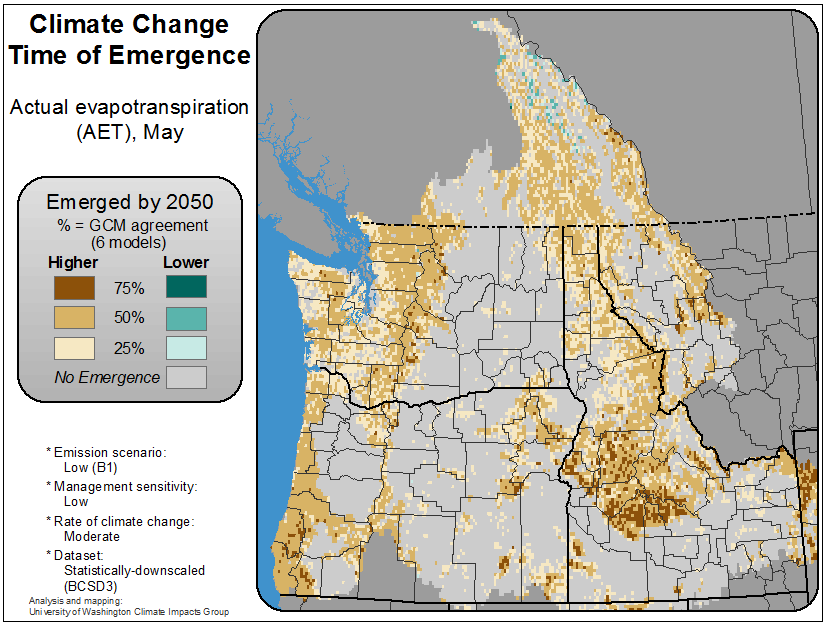 Climate Change
Time of Emergence
Actual evapotranspiration
(AET), May
Emerged by 2050
% = GCM agreement
(6 models)
Higher Lower
75%
50%
25%
No Emergence
* Emission scenario:
Low (B1)
* Management sensitivity:
Low
* Rate of climate change:
Moderate
* Dataset:
Statistically-downscaled
(BCSD3)
Analysis and mapping:
University of Washington Climate Impacts Group